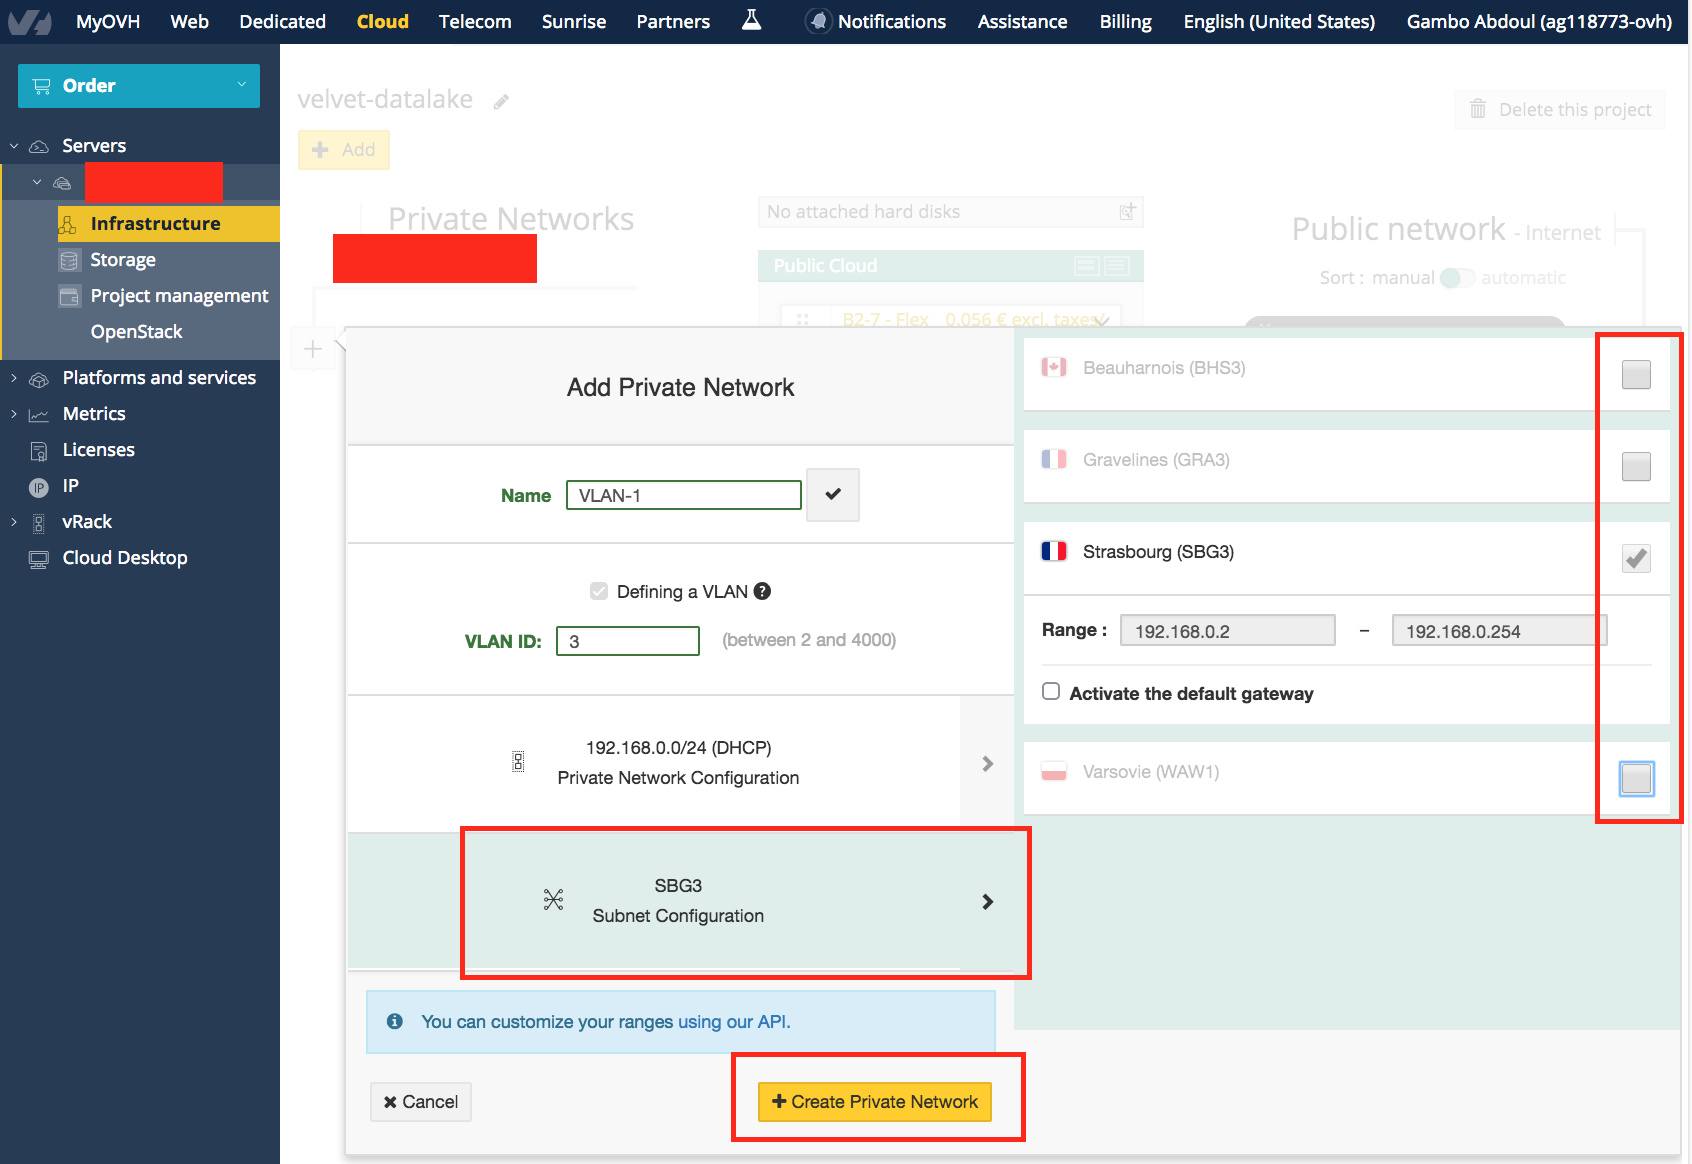 MyOVH Web Dedicated Cloud Telecom Sunrise Partners Notifications Assistance Billing English (United States) Gambo Abdoul (ag118773-ovh)
Order
Servers
Infrastructure
Storage
Project management
OpenStack
Platforms and services
Metrics
Licenses
IP
IP
vRack
Cloud Desktop
velvet-datalake
Delete this project
Add
Private Networks
No attached hard disks
Public network - Internet
Sort : manual automatic
Public Cloud
B2-7 - Flex 0.056 € excl. taxes/
Add Private Network
Name VLAN-1
Defining a VLAN ?
VLAN ID: 3 (between 2 and 4000)
192.168.0.0/24 (DHCP)
Private Network Configuration
SBG3
Subnet Configuration
You can customize your ranges using our API.
Cancel
Create Private Network
Beauharnois (BHS3)
Gravelines (GRA3)
Strasbourg (SBG3)
Range : 192.168.0.2 – 192.168.0.254
Activate the default gateway
Varsovie (WAW1)